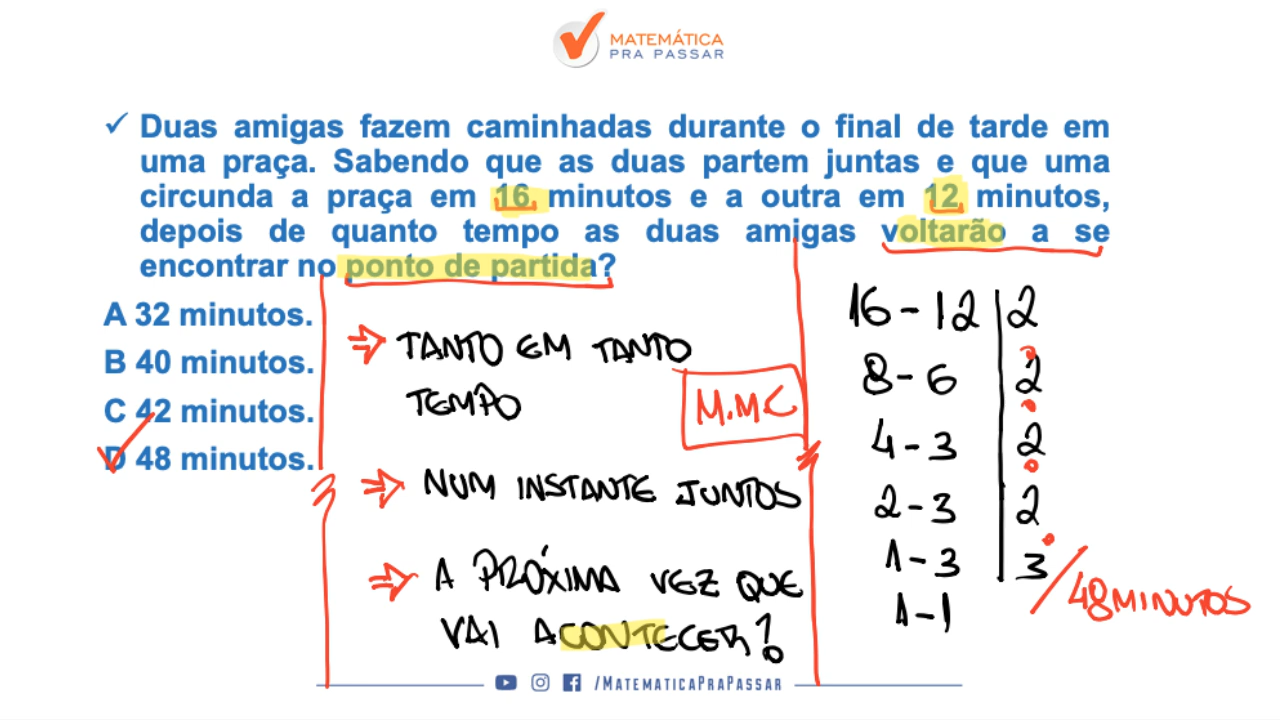 MATEMÁTICA
PRA PASSAR
✓ Duas amigas fazem caminhadas durante o final de tarde em
uma praça. Sabendo que as duas partem juntas e que uma
circunda a praça em 16 minutos e a outra em 12 minutos,
depois de quanto tempo as duas amigas voltarão a se
encontrar no ponto de partida?
A 32 minutos.
B 40 minutos.
C 42 minutos.
D 48 minutos.
⇒ TANTO EM TANTO
TEMPO
M.M.C
⇒ NUM INSTANTE JUNTOS
⇒ A PRÓXIMA VEZ QUE
VAI ACONTECER?
16 - 12 | 2
8 - 6 | 2
4 - 3 | 2
2 - 3 | 2
1 - 3 | 3 / 48 MINUTOS
1 - 1
/MATEMATICAPRAPASSAR